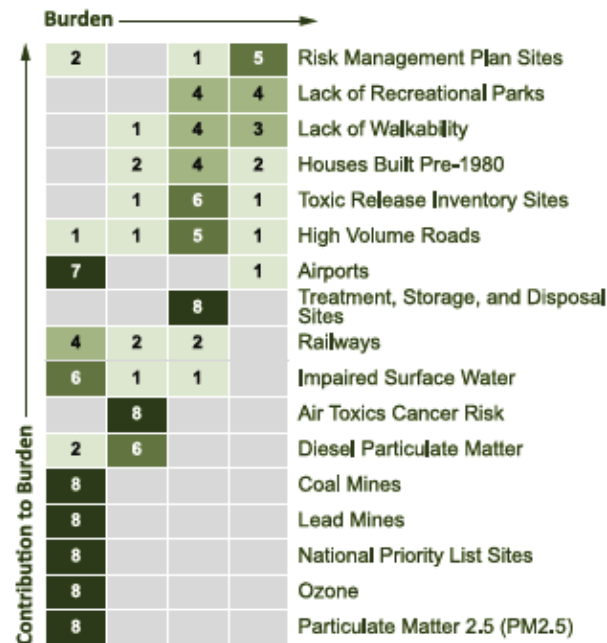 Burden
2 1 5 Risk Management Plan Sites
4 4 Lack of Recreational Parks
1 4 3 Lack of Walkability
2 4 2 Houses Built Pre-1980
1 6 1 Toxic Release Inventory Sites
1 1 5 1 High Volume Roads
7 1 Airports
8 Treatment, Storage, and Disposal
Sites
4 2 2 Railways
6 1 1 Impaired Surface Water
8 Air Toxics Cancer Risk
2 6 Diesel Particulate Matter
8 Coal Mines
8 Lead Mines
8 National Priority List Sites
8 Ozone
8 Particulate Matter 2.5 (PM2.5)
Contribution to Burden